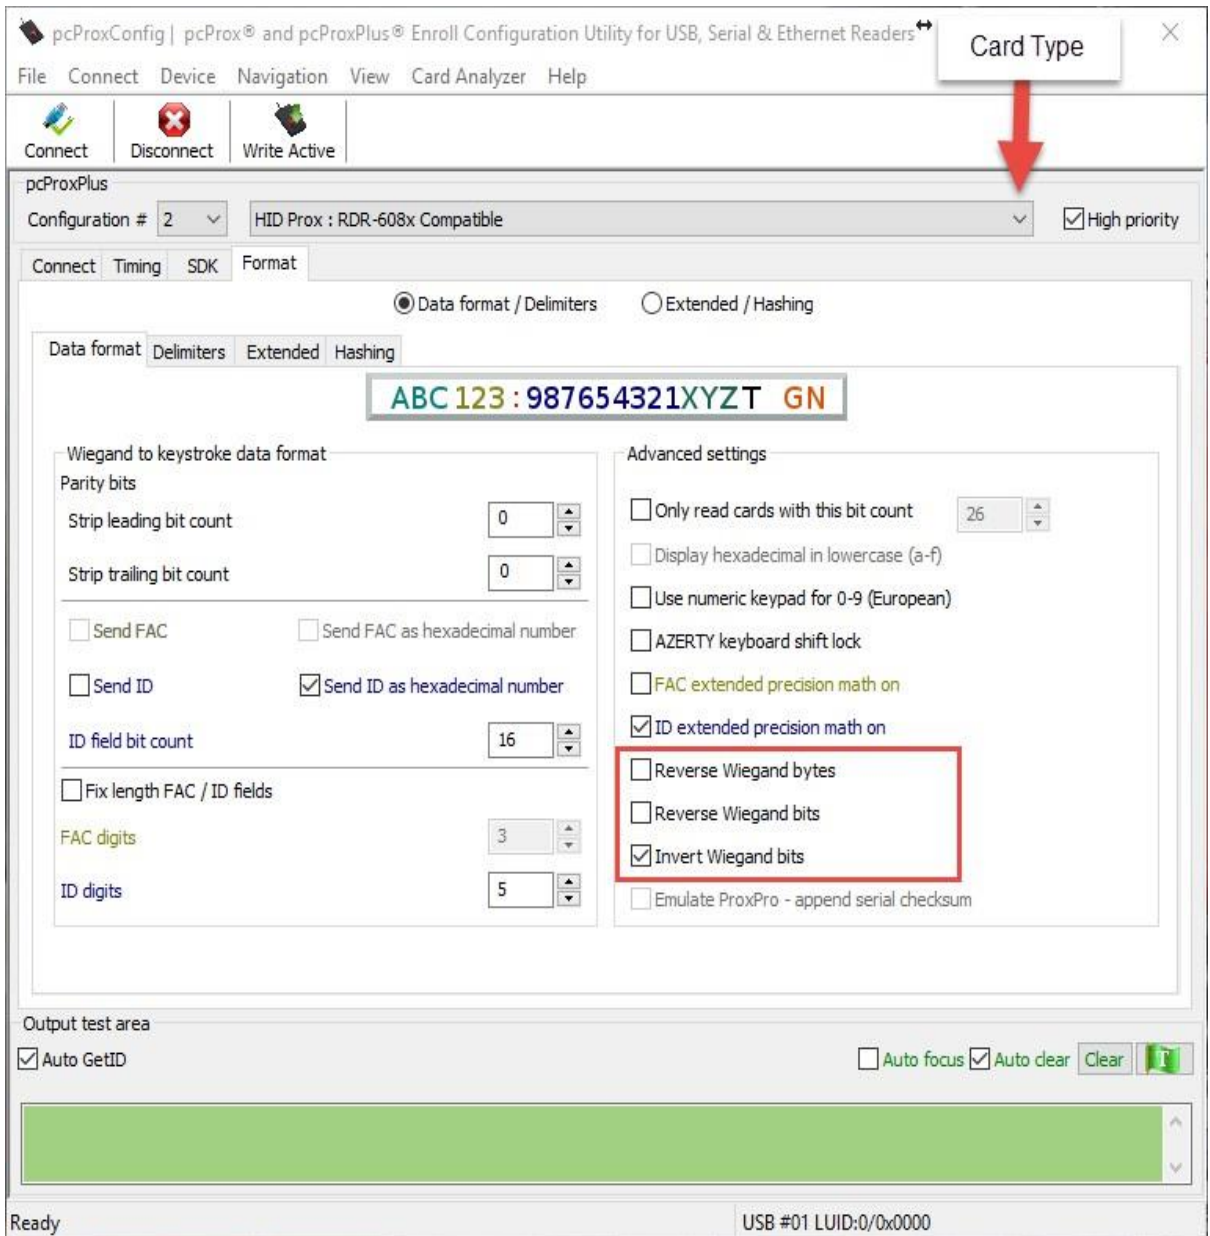 pcProxConfig | pcProx® and pcProxPlus® Enroll Configuration Utility for USB, Serial & Ethernet Readers
Card Type
File Connect Device Navigation View Card Analyzer Help
Connect Disconnect Write Active
pcProxPlus
Configuration # 2 HID Prox : RDR-608x Compatible High priority
Connect Timing SDK Format
Data format / Delimiters Extended / Hashing
Data format Delimiters Extended Hashing
ABC123:987654321XYZT GN
Wiegand to keystroke data format
Parity bits
Strip leading bit count 0
Strip trailing bit count 0
Send FAC Send FAC as hexadecimal number
Send ID Send ID as hexadecimal number
ID field bit count 16
Fix length FAC / ID fields
FAC digits 3
ID digits 5
Advanced settings
Only read cards with this bit count 26
Display hexadecimal in lowercase (a-f)
Use numeric keypad for 0-9 (European)
AZERTY keyboard shift lock
FAC extended precision math on
ID extended precision math on
Reverse Wiegand bytes
Reverse Wiegand bits
Invert Wiegand bits
Emulate ProxPro - append serial checksum
Output test area
Auto GetID Auto focus Auto clear Clear T
Ready USB #01 LUID:0/0x0000